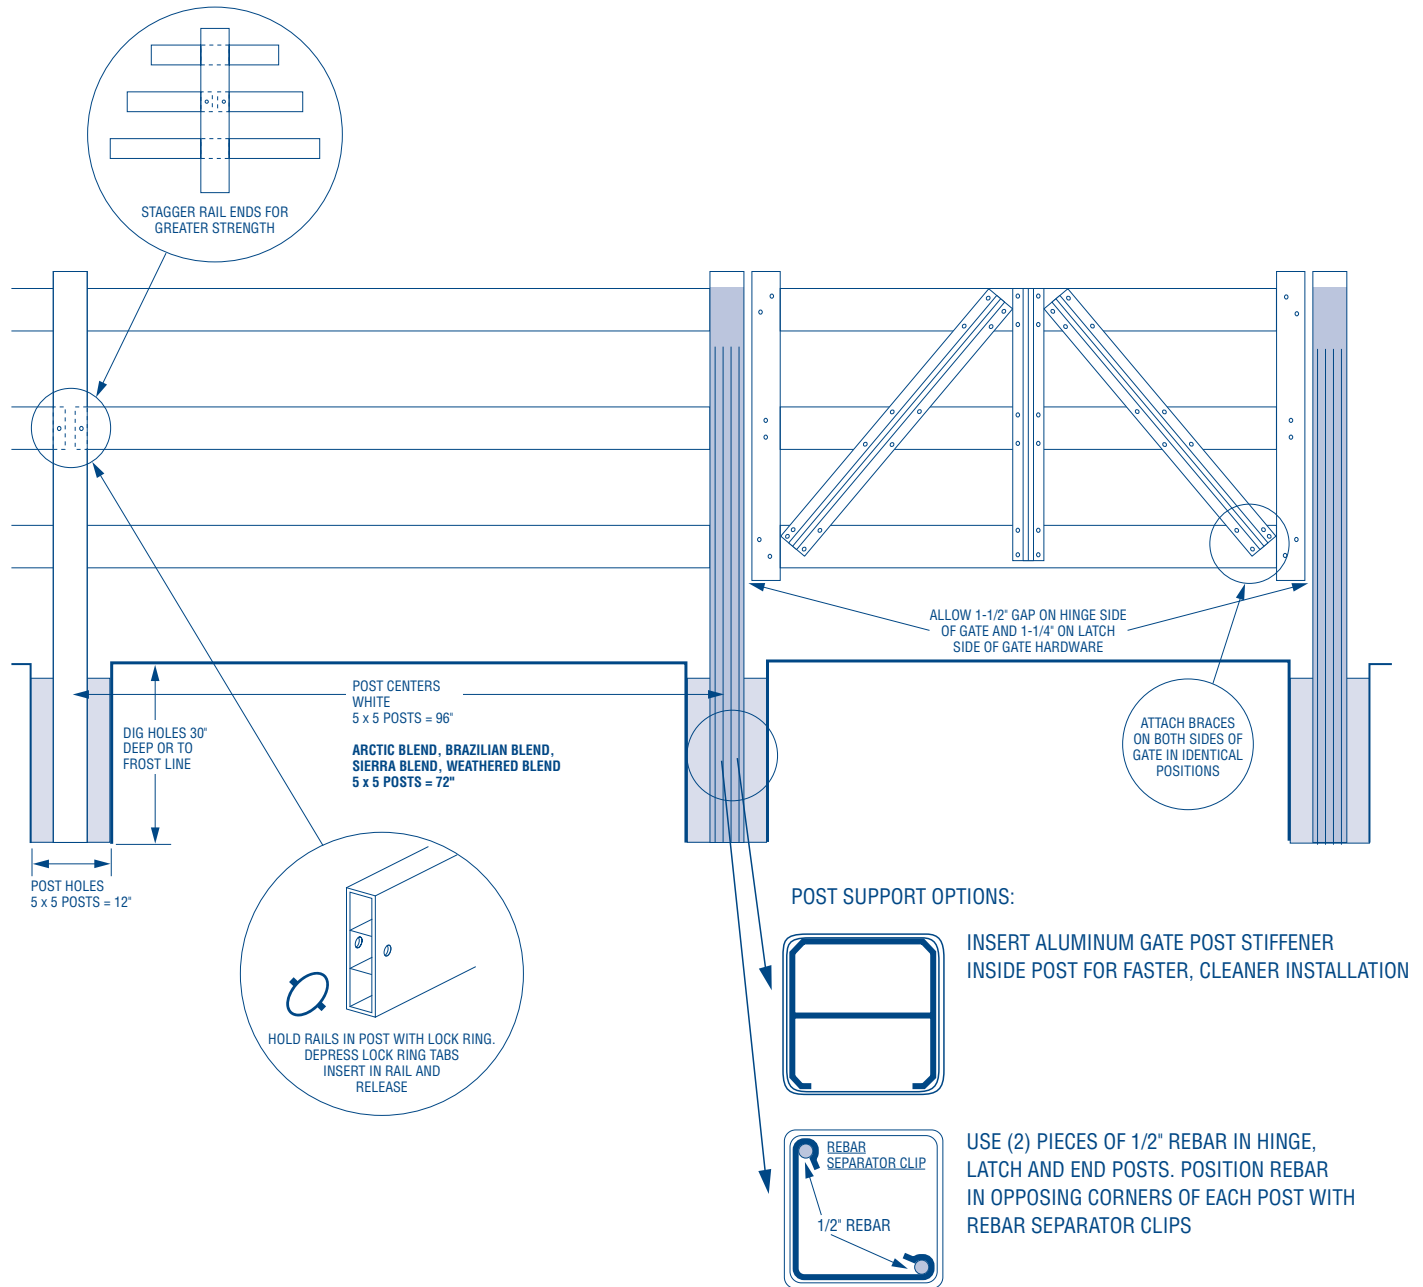 STAGGER RAIL ENDS FOR
GREATER STRENGTH
ALLOW 1-1/2" GAP ON HINGE SIDE
OF GATE AND 1-1/4" ON LATCH
SIDE OF GATE HARDWARE
POST CENTERS
WHITE
5 x 5 POSTS = 96"
ARCTIC BLEND, BRAZILIAN BLEND,
SIERRA BLEND, WEATHERED BLEND
5 x 5 POSTS = 72"
DIG HOLES 30"
DEEP OR TO
FROST LINE
ATTACH BRACES
ON BOTH SIDES OF
GATE IN IDENTICAL
POSITIONS
POST HOLES
5 x 5 POSTS = 12"
HOLD RAILS IN POST WITH LOCK RING.
DEPRESS LOCK RING TABS
INSERT IN RAIL AND
RELEASE
POST SUPPORT OPTIONS:
INSERT ALUMINUM GATE POST STIFFENER
INSIDE POST FOR FASTER, CLEANER INSTALLATION
REBAR
SEPARATOR CLIP
1/2" REBAR
USE (2) PIECES OF 1/2" REBAR IN HINGE,
LATCH AND END POSTS. POSITION REBAR
IN OPPOSING CORNERS OF EACH POST WITH
REBAR SEPARATOR CLIPS